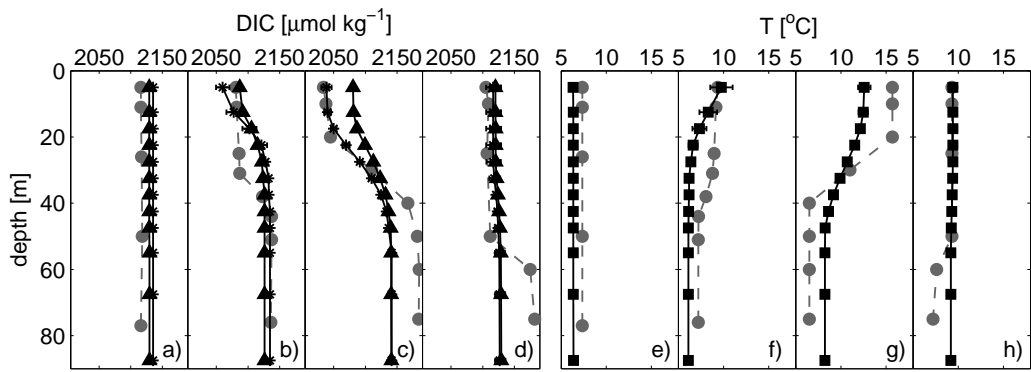 DIC [μmol kg⁻¹]
T [°C]
2050 2150 2050 2150 2050 2150 2050 2150 5 10 15 5 10 15 5 10 15 5 10 15
0
20
40
60
80
depth [m]
a) b) c) d) e) f) g) h)